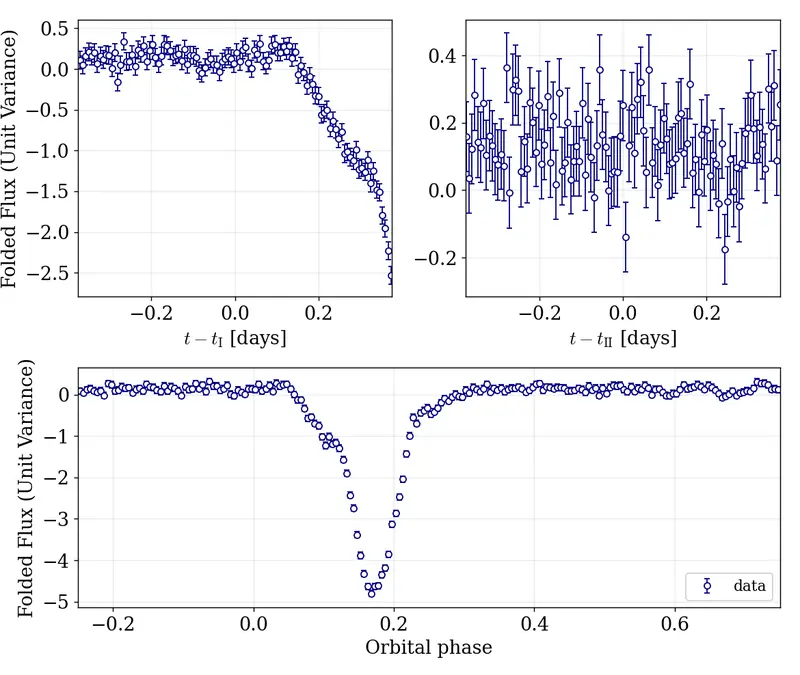 Folded Flux (Unit Variance)
0.5
0.0
−0.5
−1.0
−1.5
−2.0
−2.5
−0.2 0.0 0.2
t − t_I [days]
0.4
0.2
0.0
−0.2
−0.2 0.0 0.2
t − t_II [days]
Folded Flux (Unit Variance)
0
−1
−2
−3
−4
−5
−0.2 0.0 0.2 0.4 0.6
Orbital phase
data